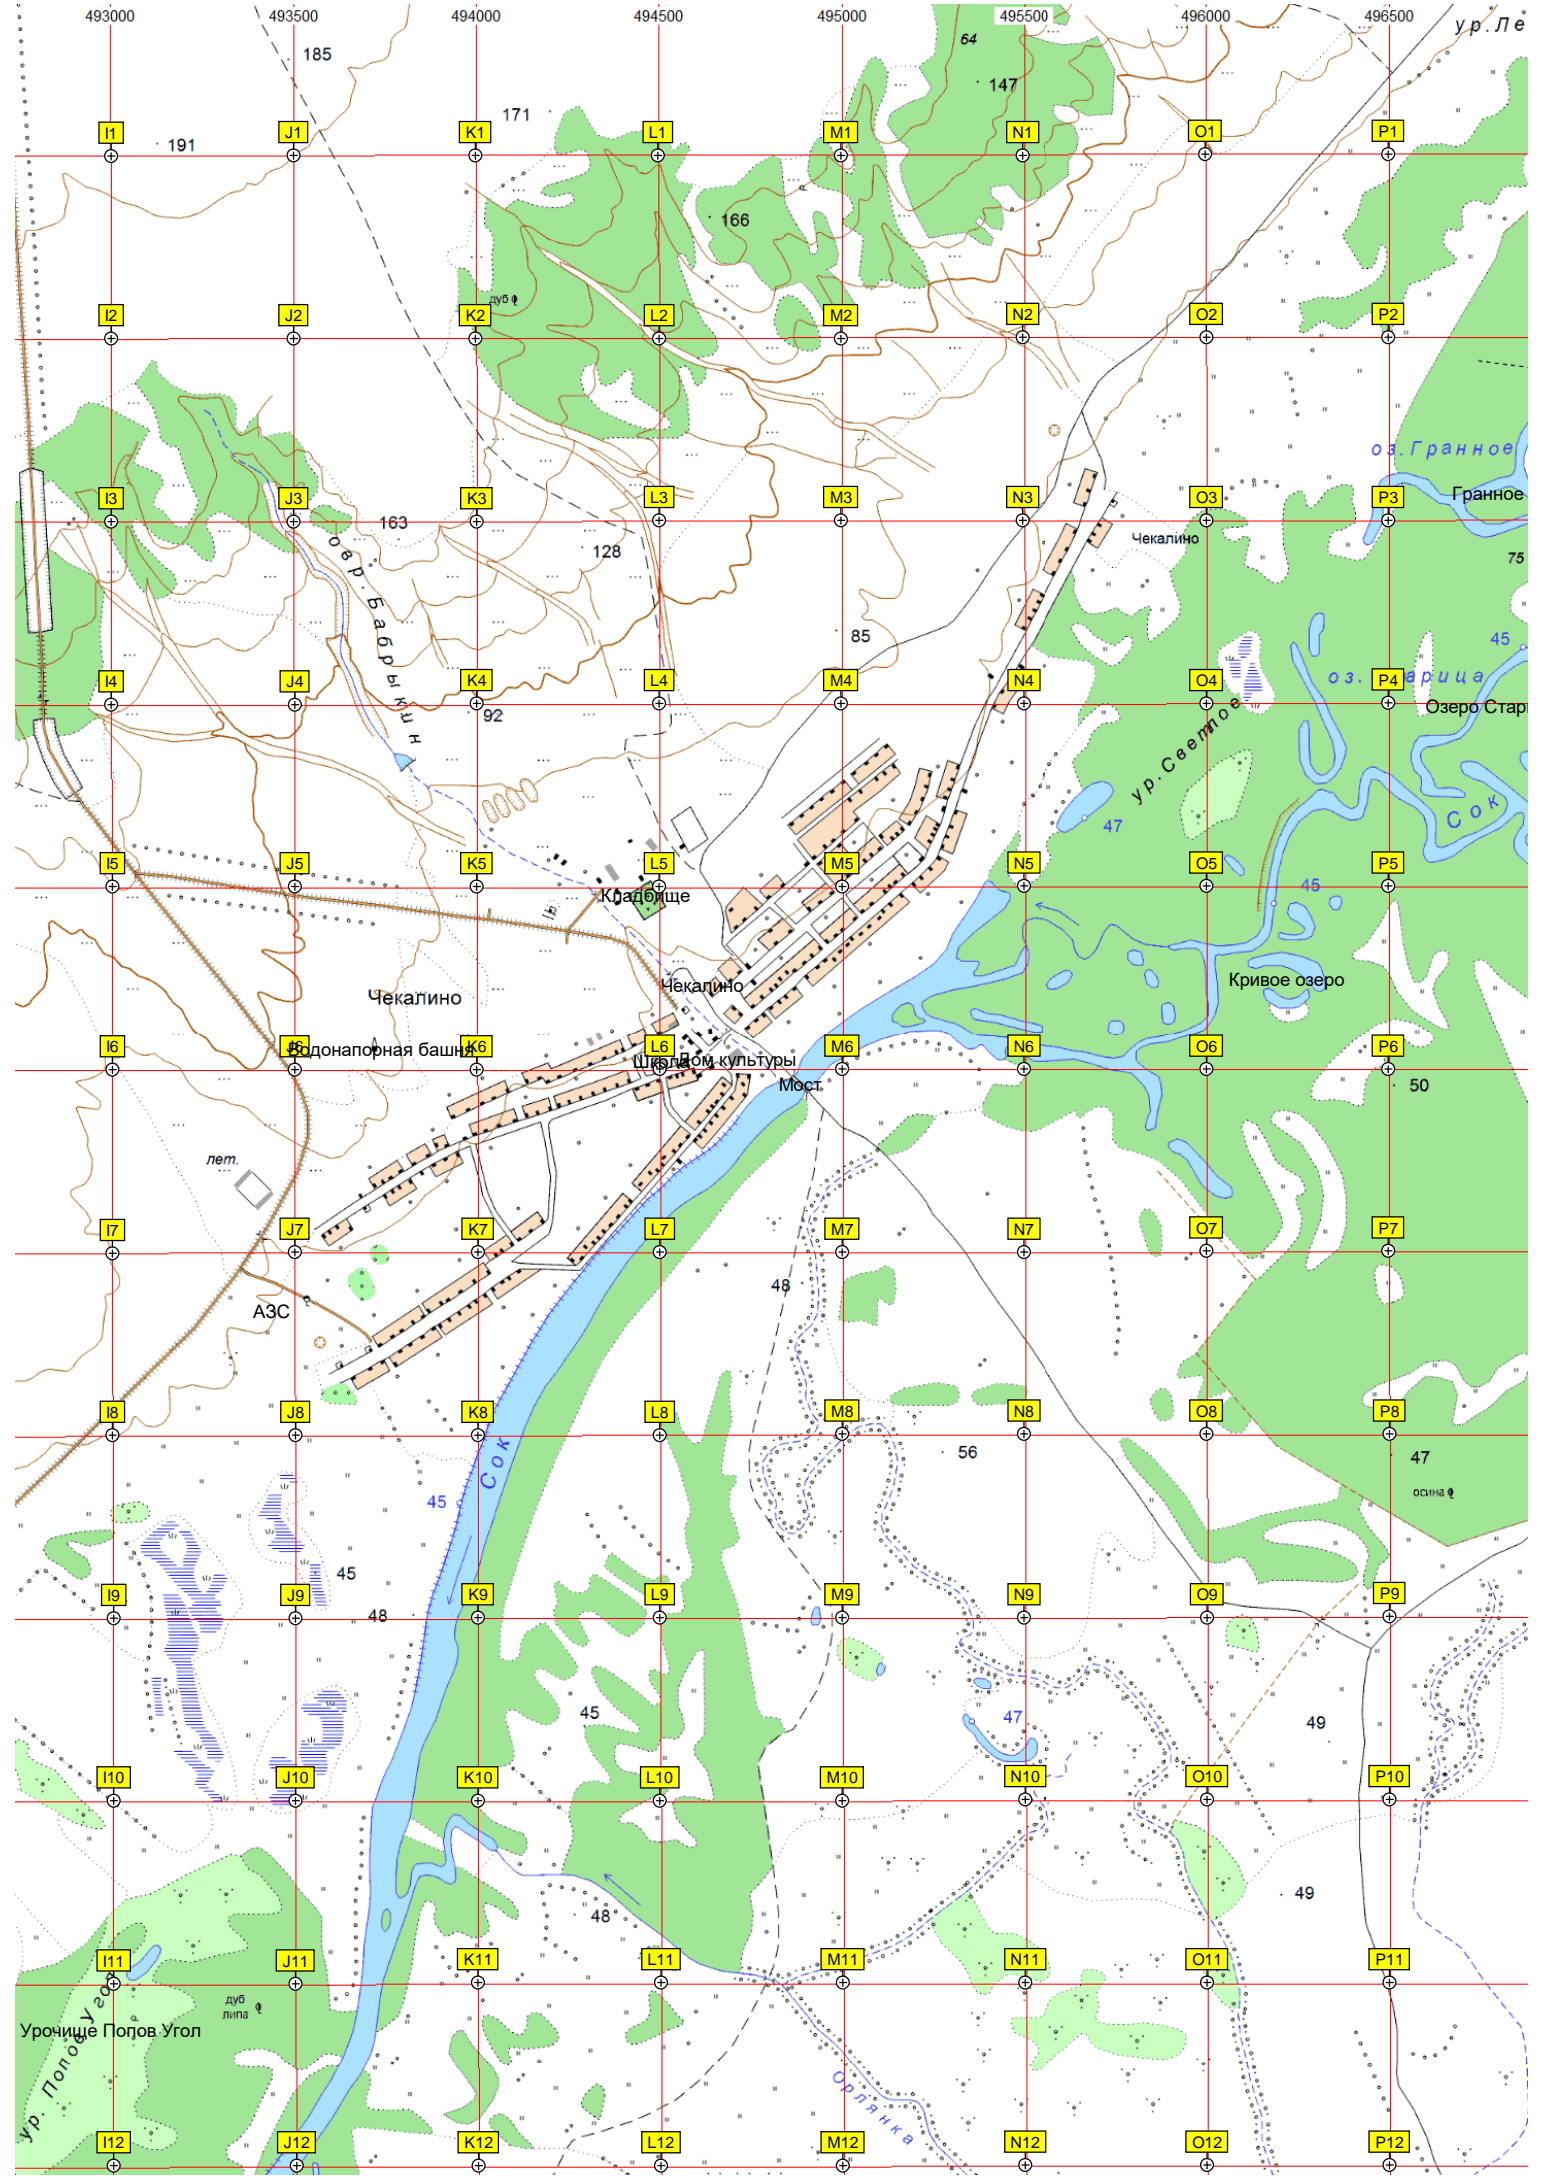 493000 493500 494000 494500 495000 495500 496000 496500
ур. Ле
185
64
147
171
I1 J1 K1 L1 M1 N1 O1 P1
191
166
дуб
I2 J2 K2 L2 M2 N2 O2 P2
оз. Гранное
Гранное
I3 J3 K3 L3 M3 N3 O3 P3
163
Чекалино
128
75
овр. Бабрыкин
85
45
I4 J4 K4 L4 M4 N4 O4 P4
оз. арица
92
Озеро Стари
ур. Светлое
Сок
47
I5 J5 K5 L5 M5 N5 O5 P5
45
Кладбище
Кривое озеро
Чекалино
Чекалино
I6 J6 K6 L6 M6 N6 O6 P6
Водонапорная башня
Школа
Дом культуры
Мост
50
лет.
I7 J7 K7 L7 M7 N7 O7 P7
48
АЗС
I8 J8 K8 L8 M8 N8 O8 P8
56
47
Сок
45
осина
45
I9 J9 K9 L9 M9 N9 O9 P9
48
45
47
49
I10 J10 K10 L10 M10 N10 O10 P10
49
48
I11 J11 K11 L11 M11 N11 O11 P11
дуб
липа
Урочище Попов Угол
ур. Попов Угол
Орлянка
I12 J12 K12 L12 M12 N12 O12 P12